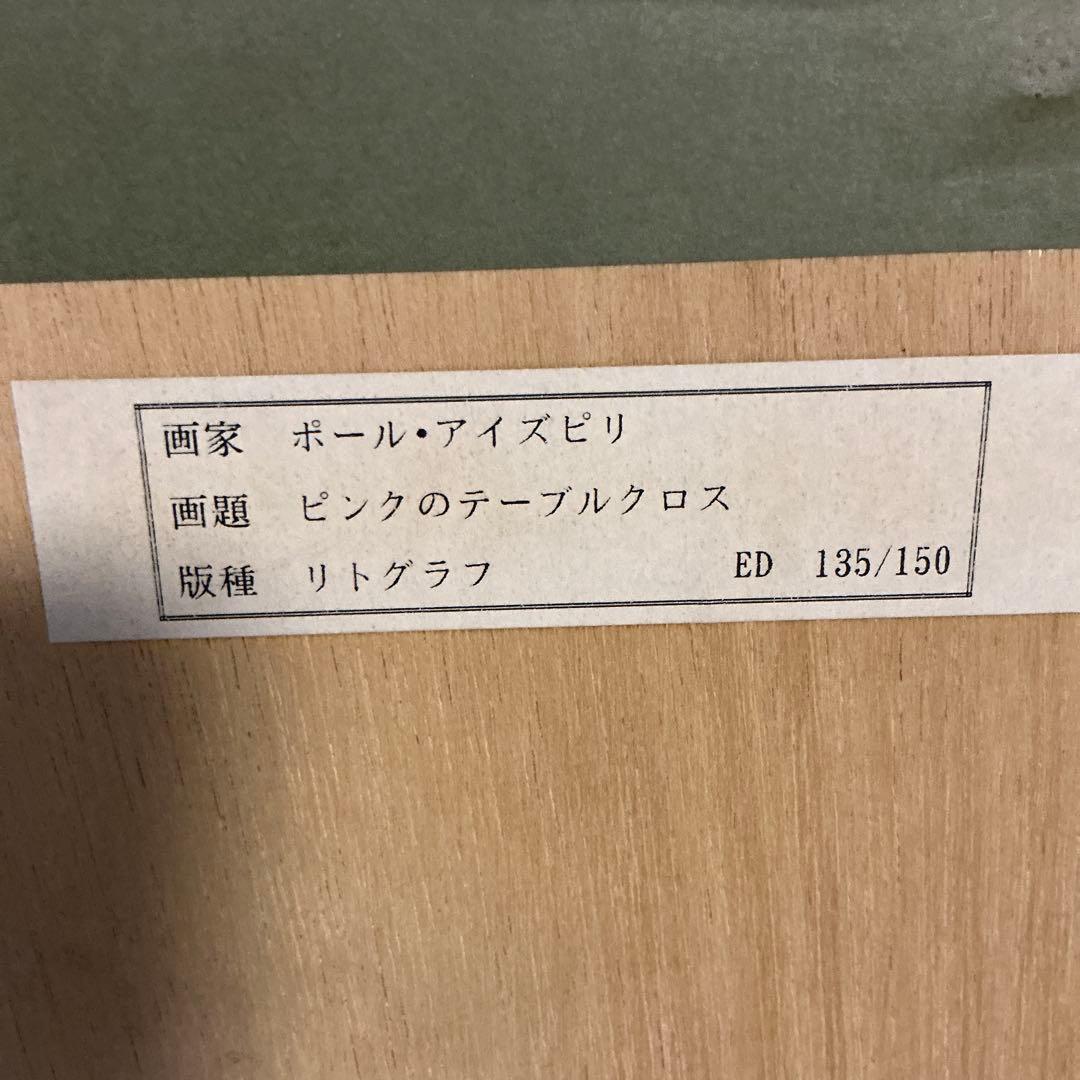 画家 ポール・アイズピリ
画題 ピンクのテーブルクロス
版種 リトグラフ ED 135/150